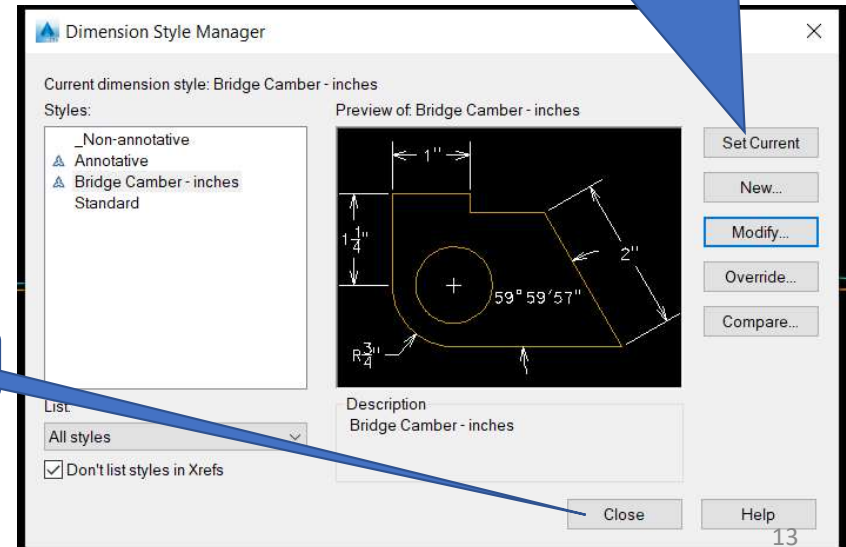 Dimension Style Manager
Current dimension style: Bridge Camber - inches
Styles:
_Non-annotative
Annotative
Bridge Camber - inches
Standard
Preview of: Bridge Camber - inches
1"
1 1/4"
2"
59°59'57"
R3/4"
Set Current
New...
Modify...
Override...
Compare...
List:
All styles
Don't list styles in Xrefs
Description
Bridge Camber - inches
Close
Help
13